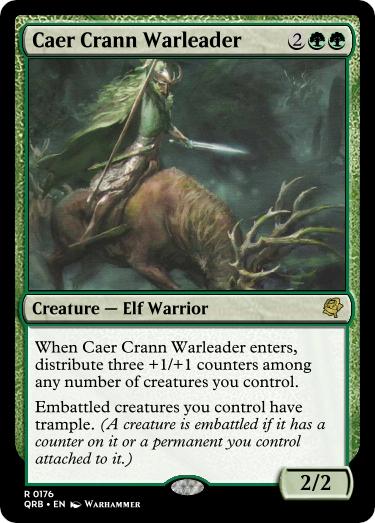 Caer Crann Warleader 2
Creature — Elf Warrior
When Caer Crann Warleader enters,
distribute three +1/+1 counters among
any number of creatures you control.
Embattled creatures you control have
trample. (A creature is embattled if it has a
counter on it or a permanent you control
attached to it.)
2/2
R 0176
QRB • EN Warhammer